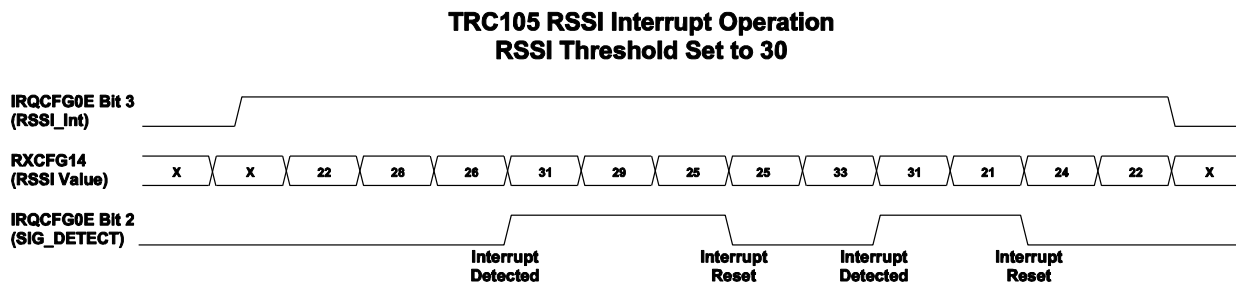 TRC105 RSSI Interrupt Operation
RSSI Threshold Set to 30
IRQCFG0E Bit 3
(RSSI_Int)
RXCFG14
(RSSI Value)
X X 22 28 26 31 29 25 25 33 31 21 24 22 X
IRQCFG0E Bit 2
(SIG_DETECT)
Interrupt Interrupt Interrupt Interrupt
Detected Reset Detected Reset